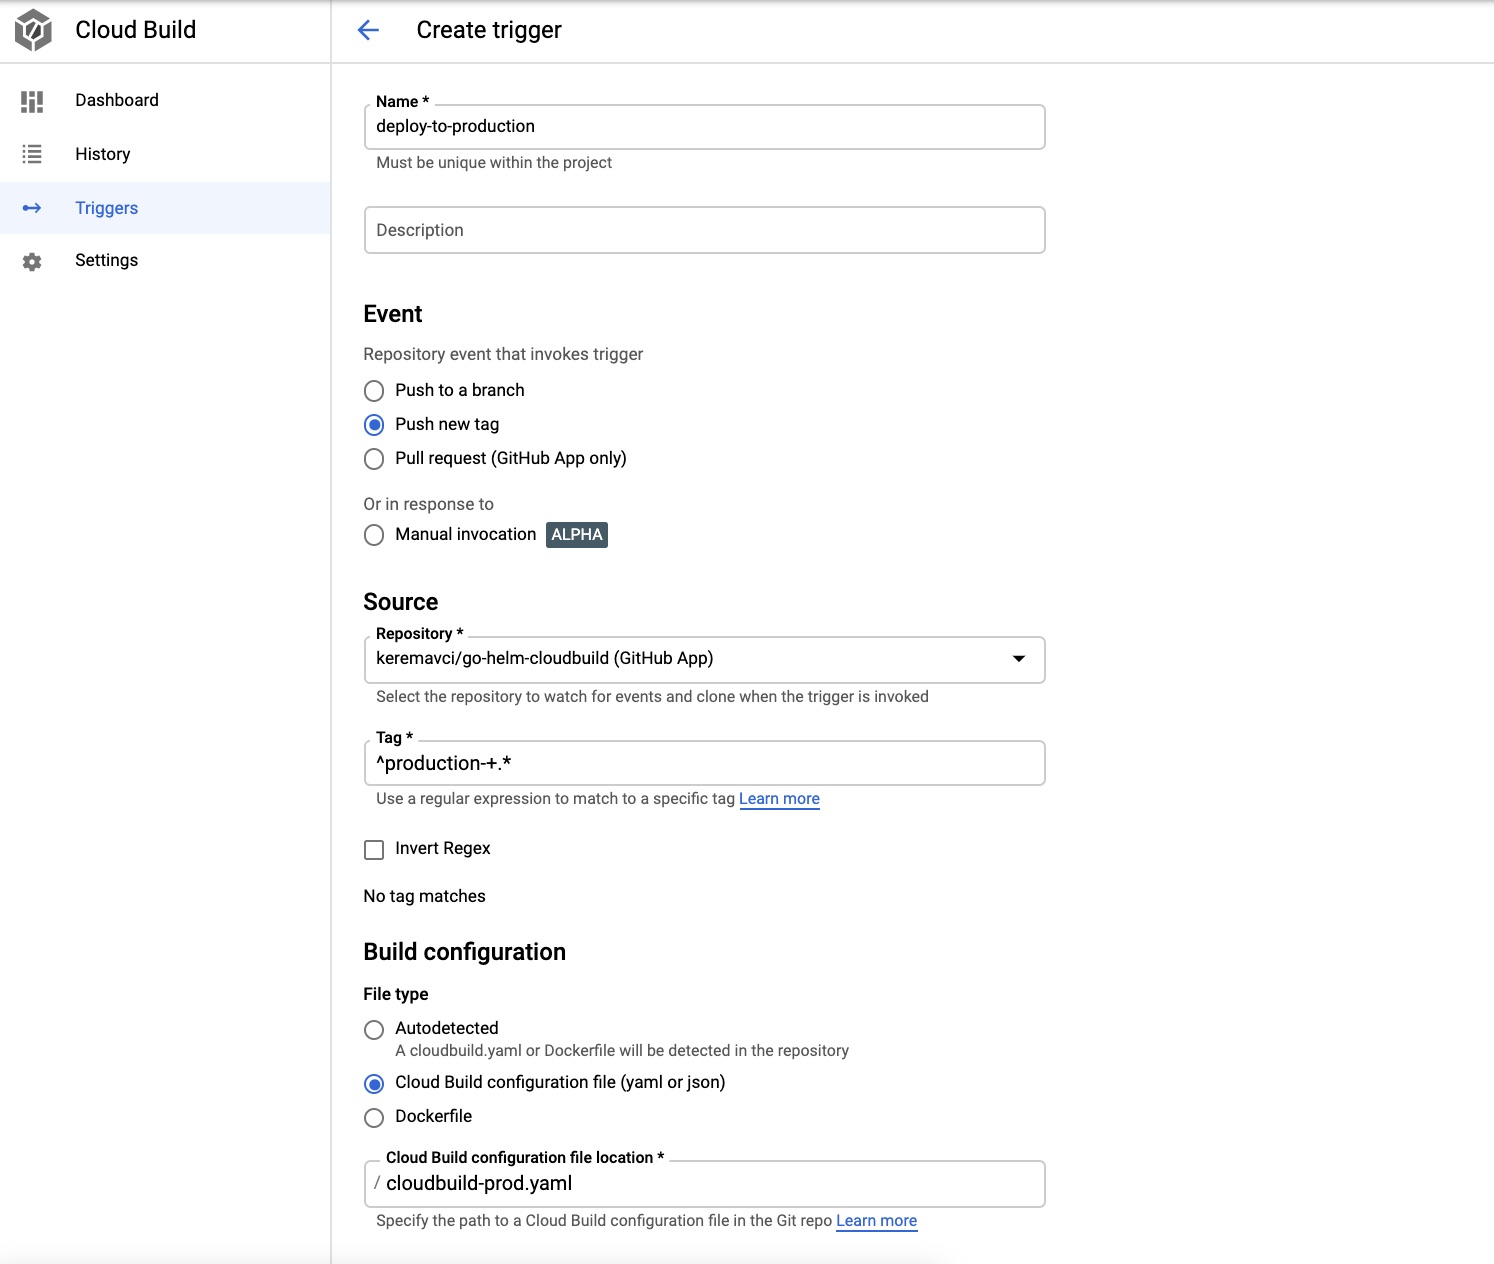 Cloud Build
Create trigger
Dashboard
History
Triggers
Settings
Name *
deploy-to-production
Must be unique within the project
Description
Event
Repository event that invokes trigger
Push to a branch
Push new tag
Pull request (GitHub App only)
Or in response to
Manual invocation ALPHA
Source
Repository *
keremavci/go-helm-cloudbuild (GitHub App)
Select the repository to watch for events and clone when the trigger is invoked
Tag *
^production-+.*
Use a regular expression to match to a specific tag Learn more
Invert Regex
No tag matches
Build configuration
File type
Autodetected
A cloudbuild.yaml or Dockerfile will be detected in the repository
Cloud Build configuration file (yaml or json)
Dockerfile
Cloud Build configuration file location *
/ cloudbuild-prod.yaml
Specify the path to a Cloud Build configuration file in the Git repo Learn more